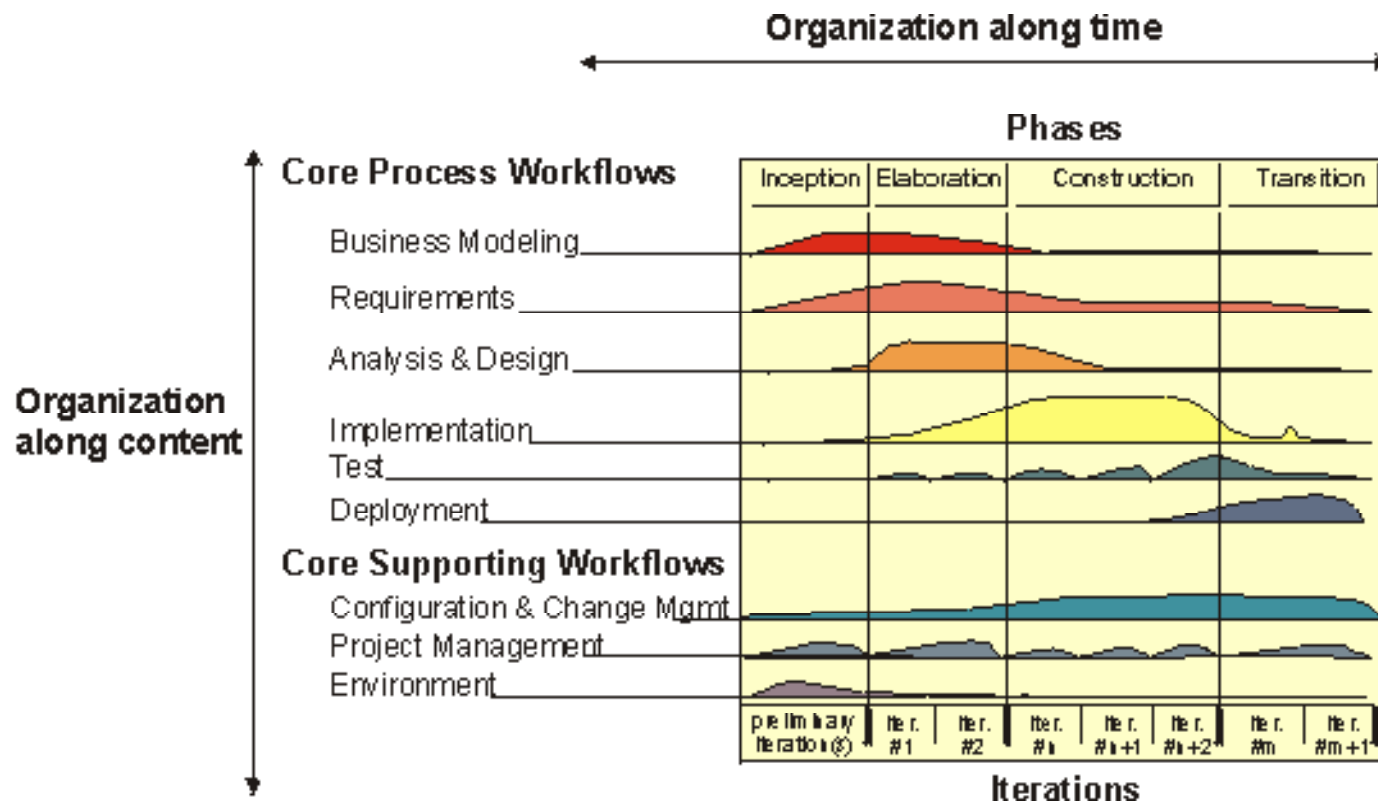 Organization along time
Phases
Core Process Workflows
Inception Elaboration Construction Transition
Business Modeling
Requirements
Analysis & Design
Organization
along content
Implementation
Test
Deployment
Core Supporting Workflows
Configuration & Change Mgmt
Project Management
Environment
preliminary
iteration(s)
Iter.
#1
Iter.
#2
Iter.
#n
Iter.
#n+1
Iter.
#n+2
Iter.
#m
Iter.
#m+1
Iterations